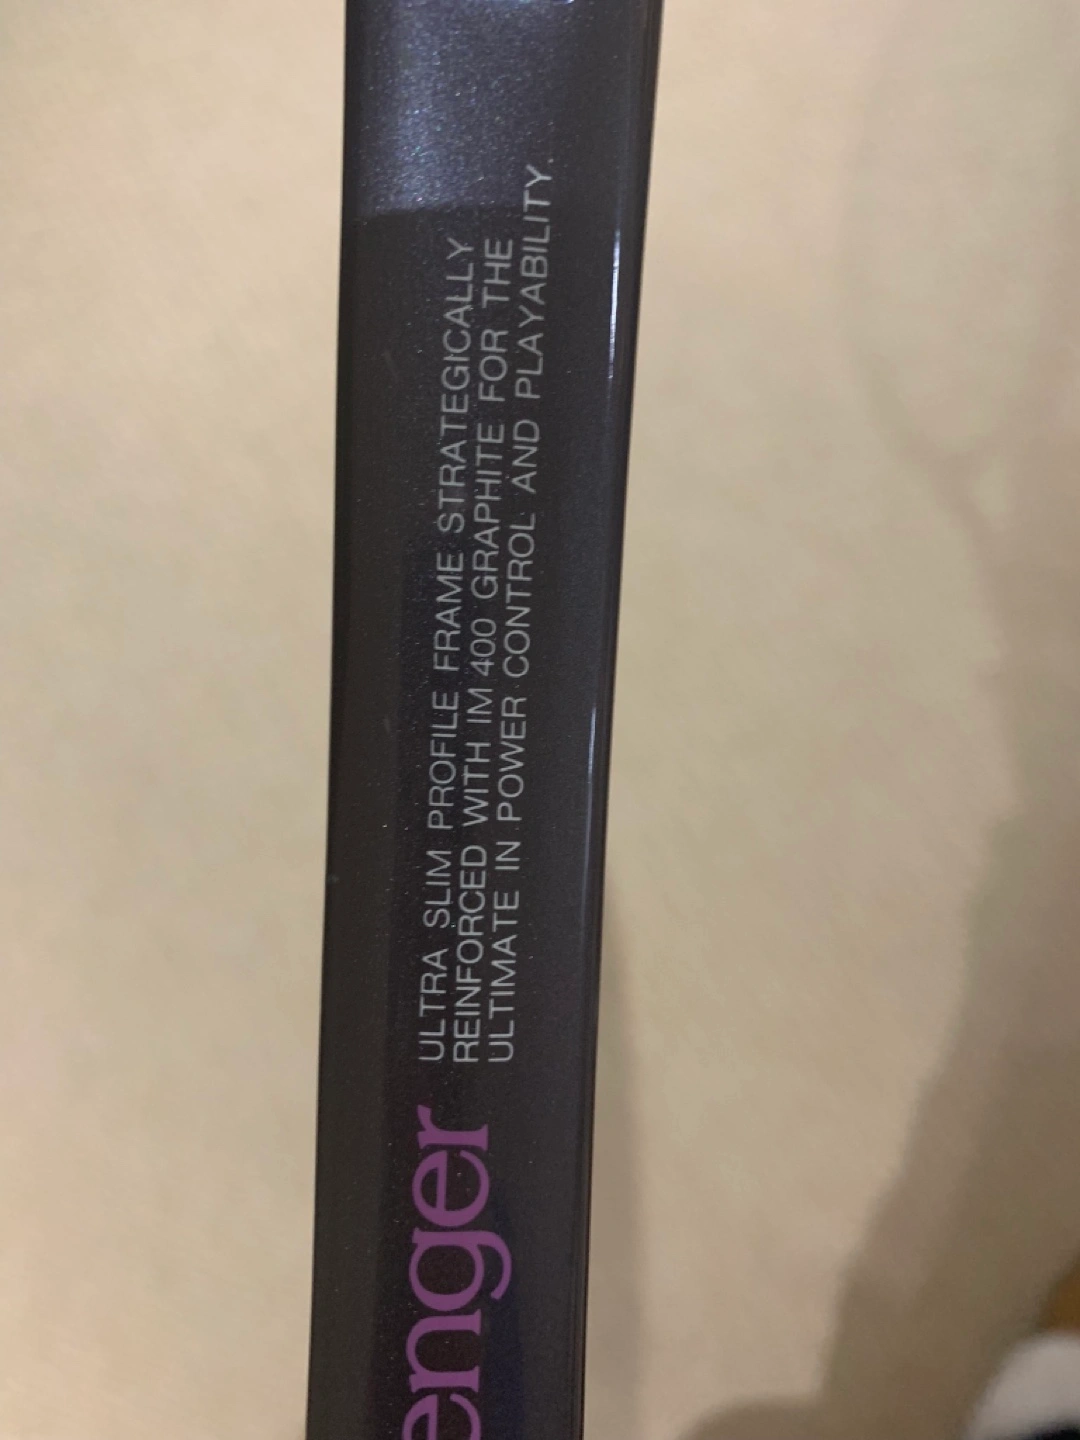 enger
ULTRA SLIM PROFILE FRAME STRATEGICALLY
REINFORCED WITH IM 400 GRAPHITE FOR THE
ULTIMATE IN POWER CONTROL AND PLAYABILITY.